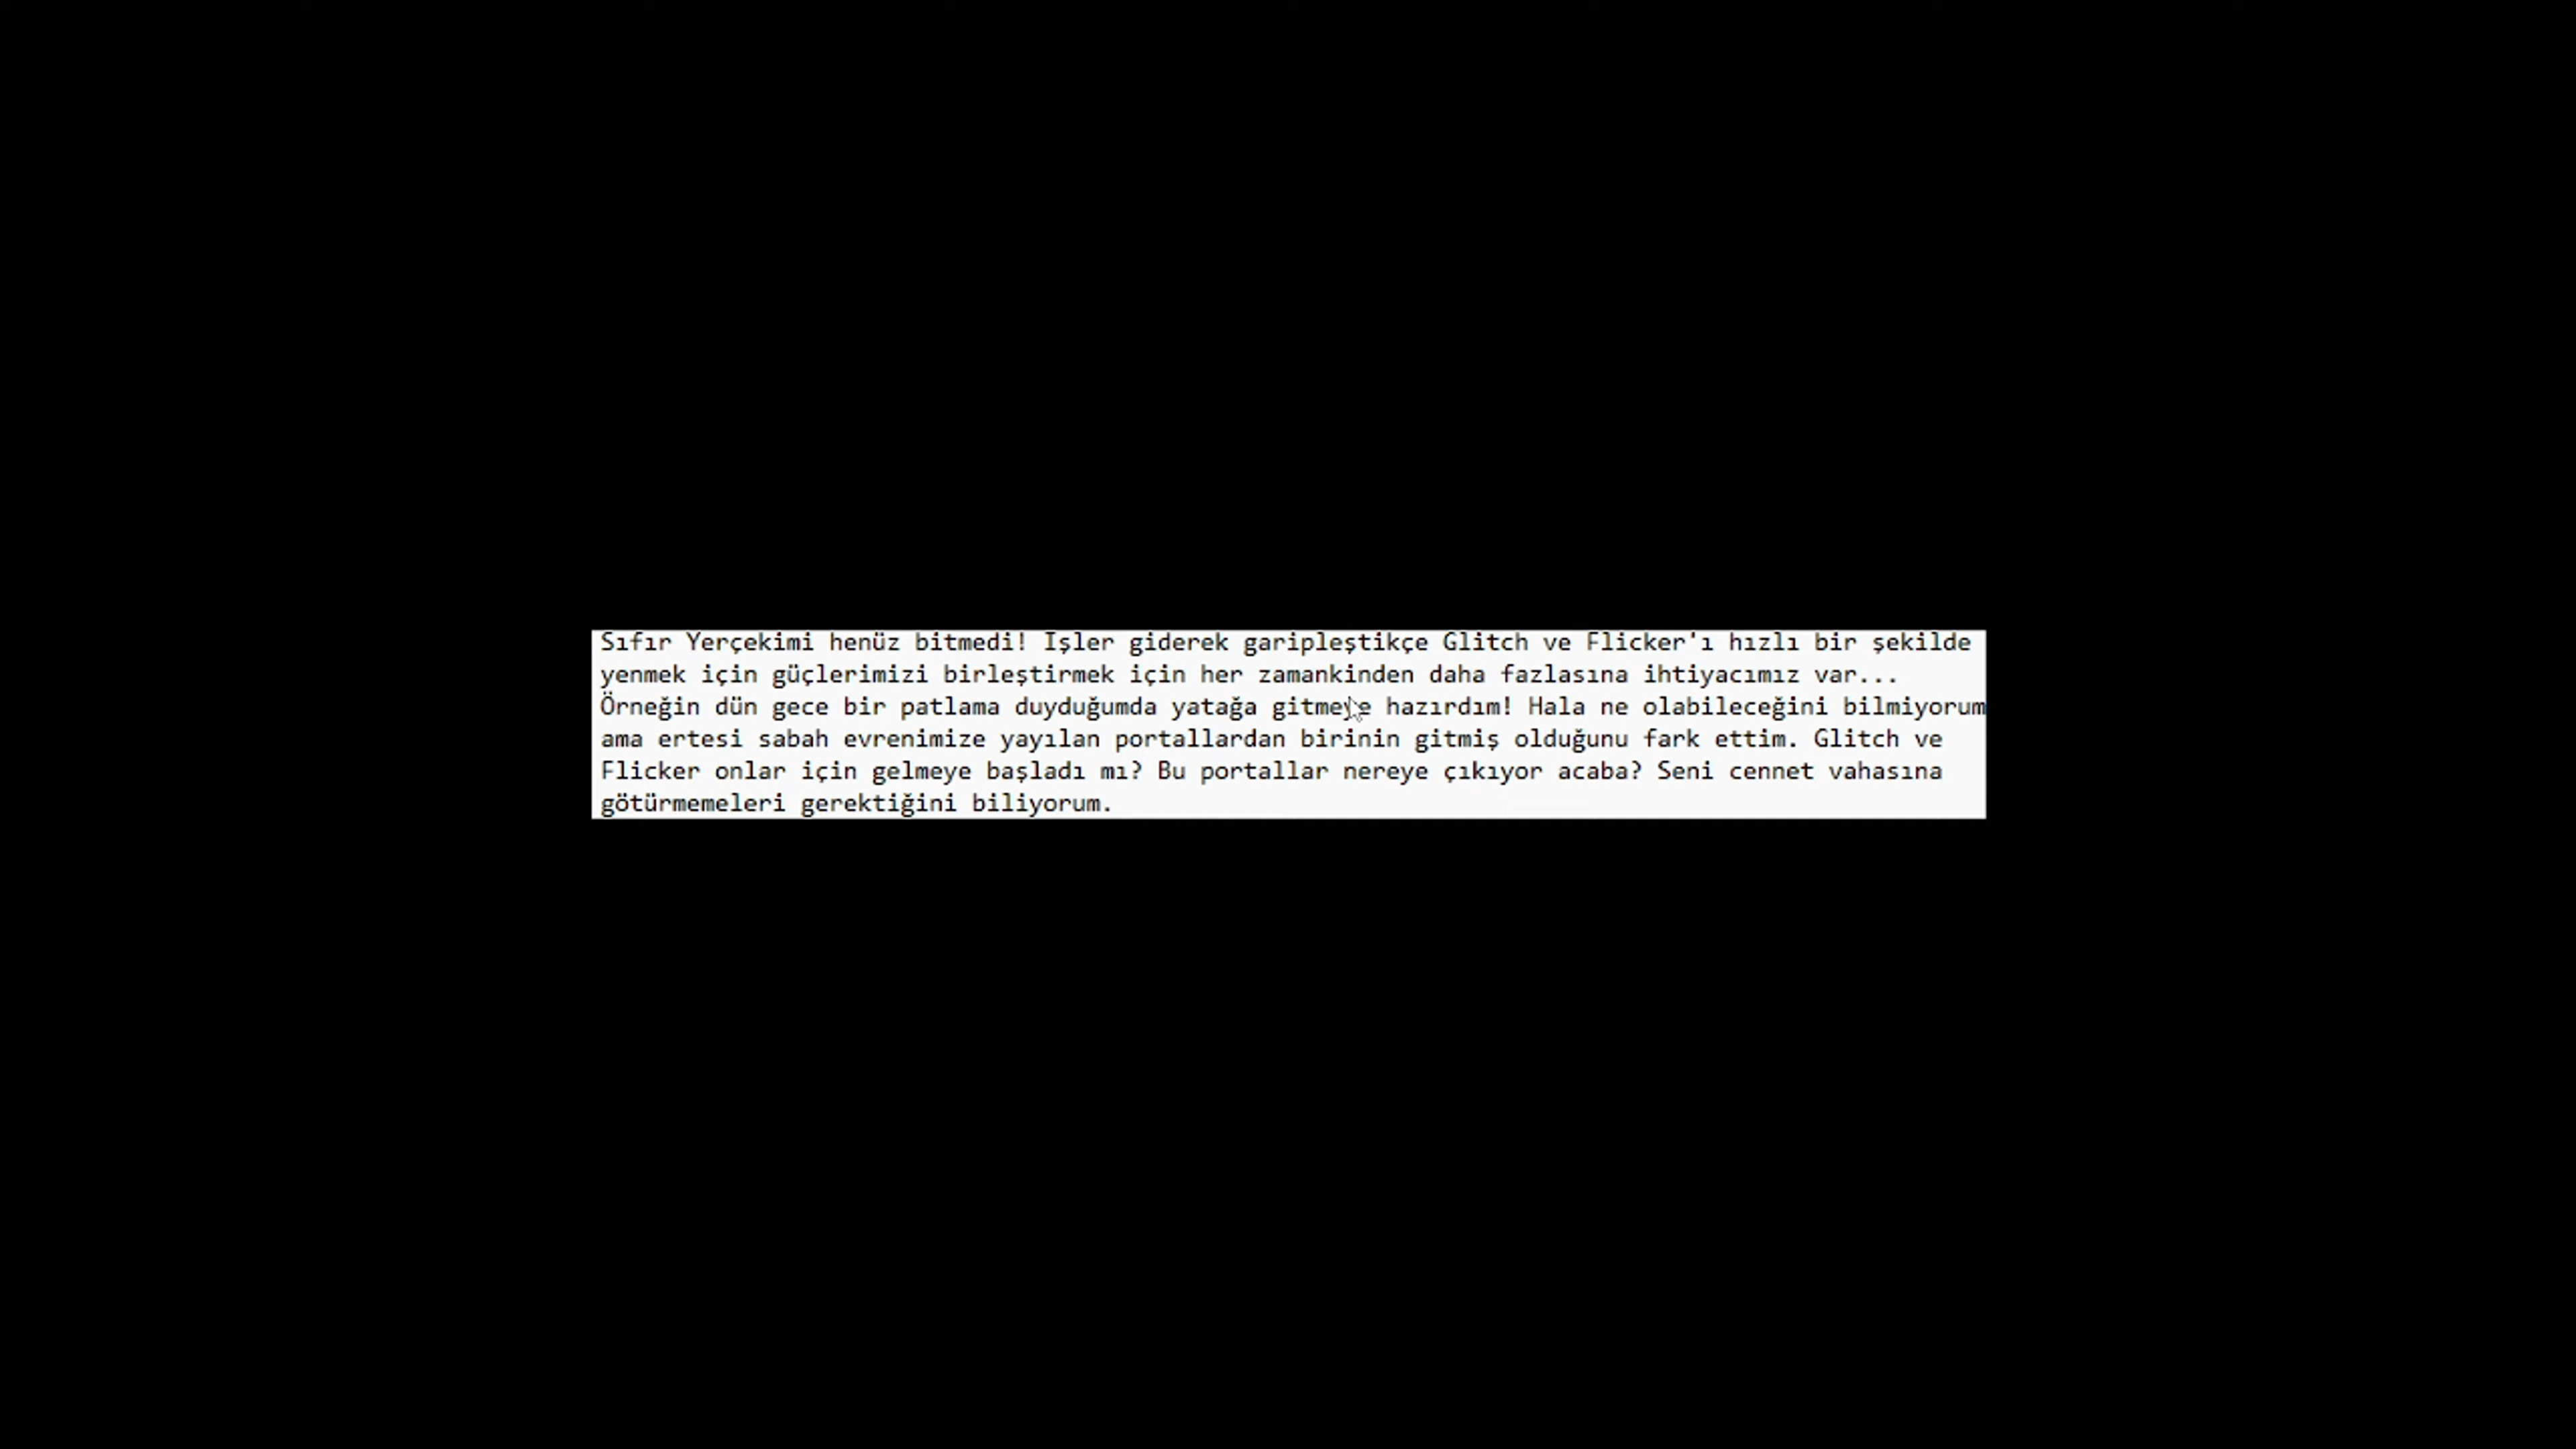 Sıfır Yerçekimi henüz bitmedi! Işler giderek garipleştikçe Glitch ve Flicker'ı hızlı bir şekilde
yenmek için güçlerimizi birleştirmek için her zamankinden daha fazlasına ihtiyacımız var...
Örneğin dün gece bir patlama duyduğumda yatağa gitmeye hazırdım! Hala ne olabileceğini bilmiyorum
ama ertesi sabah evrenimize yayılan portallardan birinin gitmiş olduğunu fark ettim. Glitch ve
Flicker onlar için gelmeye başladı mı? Bu portallar nereye çıkıyor acaba? Seni cennet vahasına
götürmemeleri gerektiğini biliyorum.